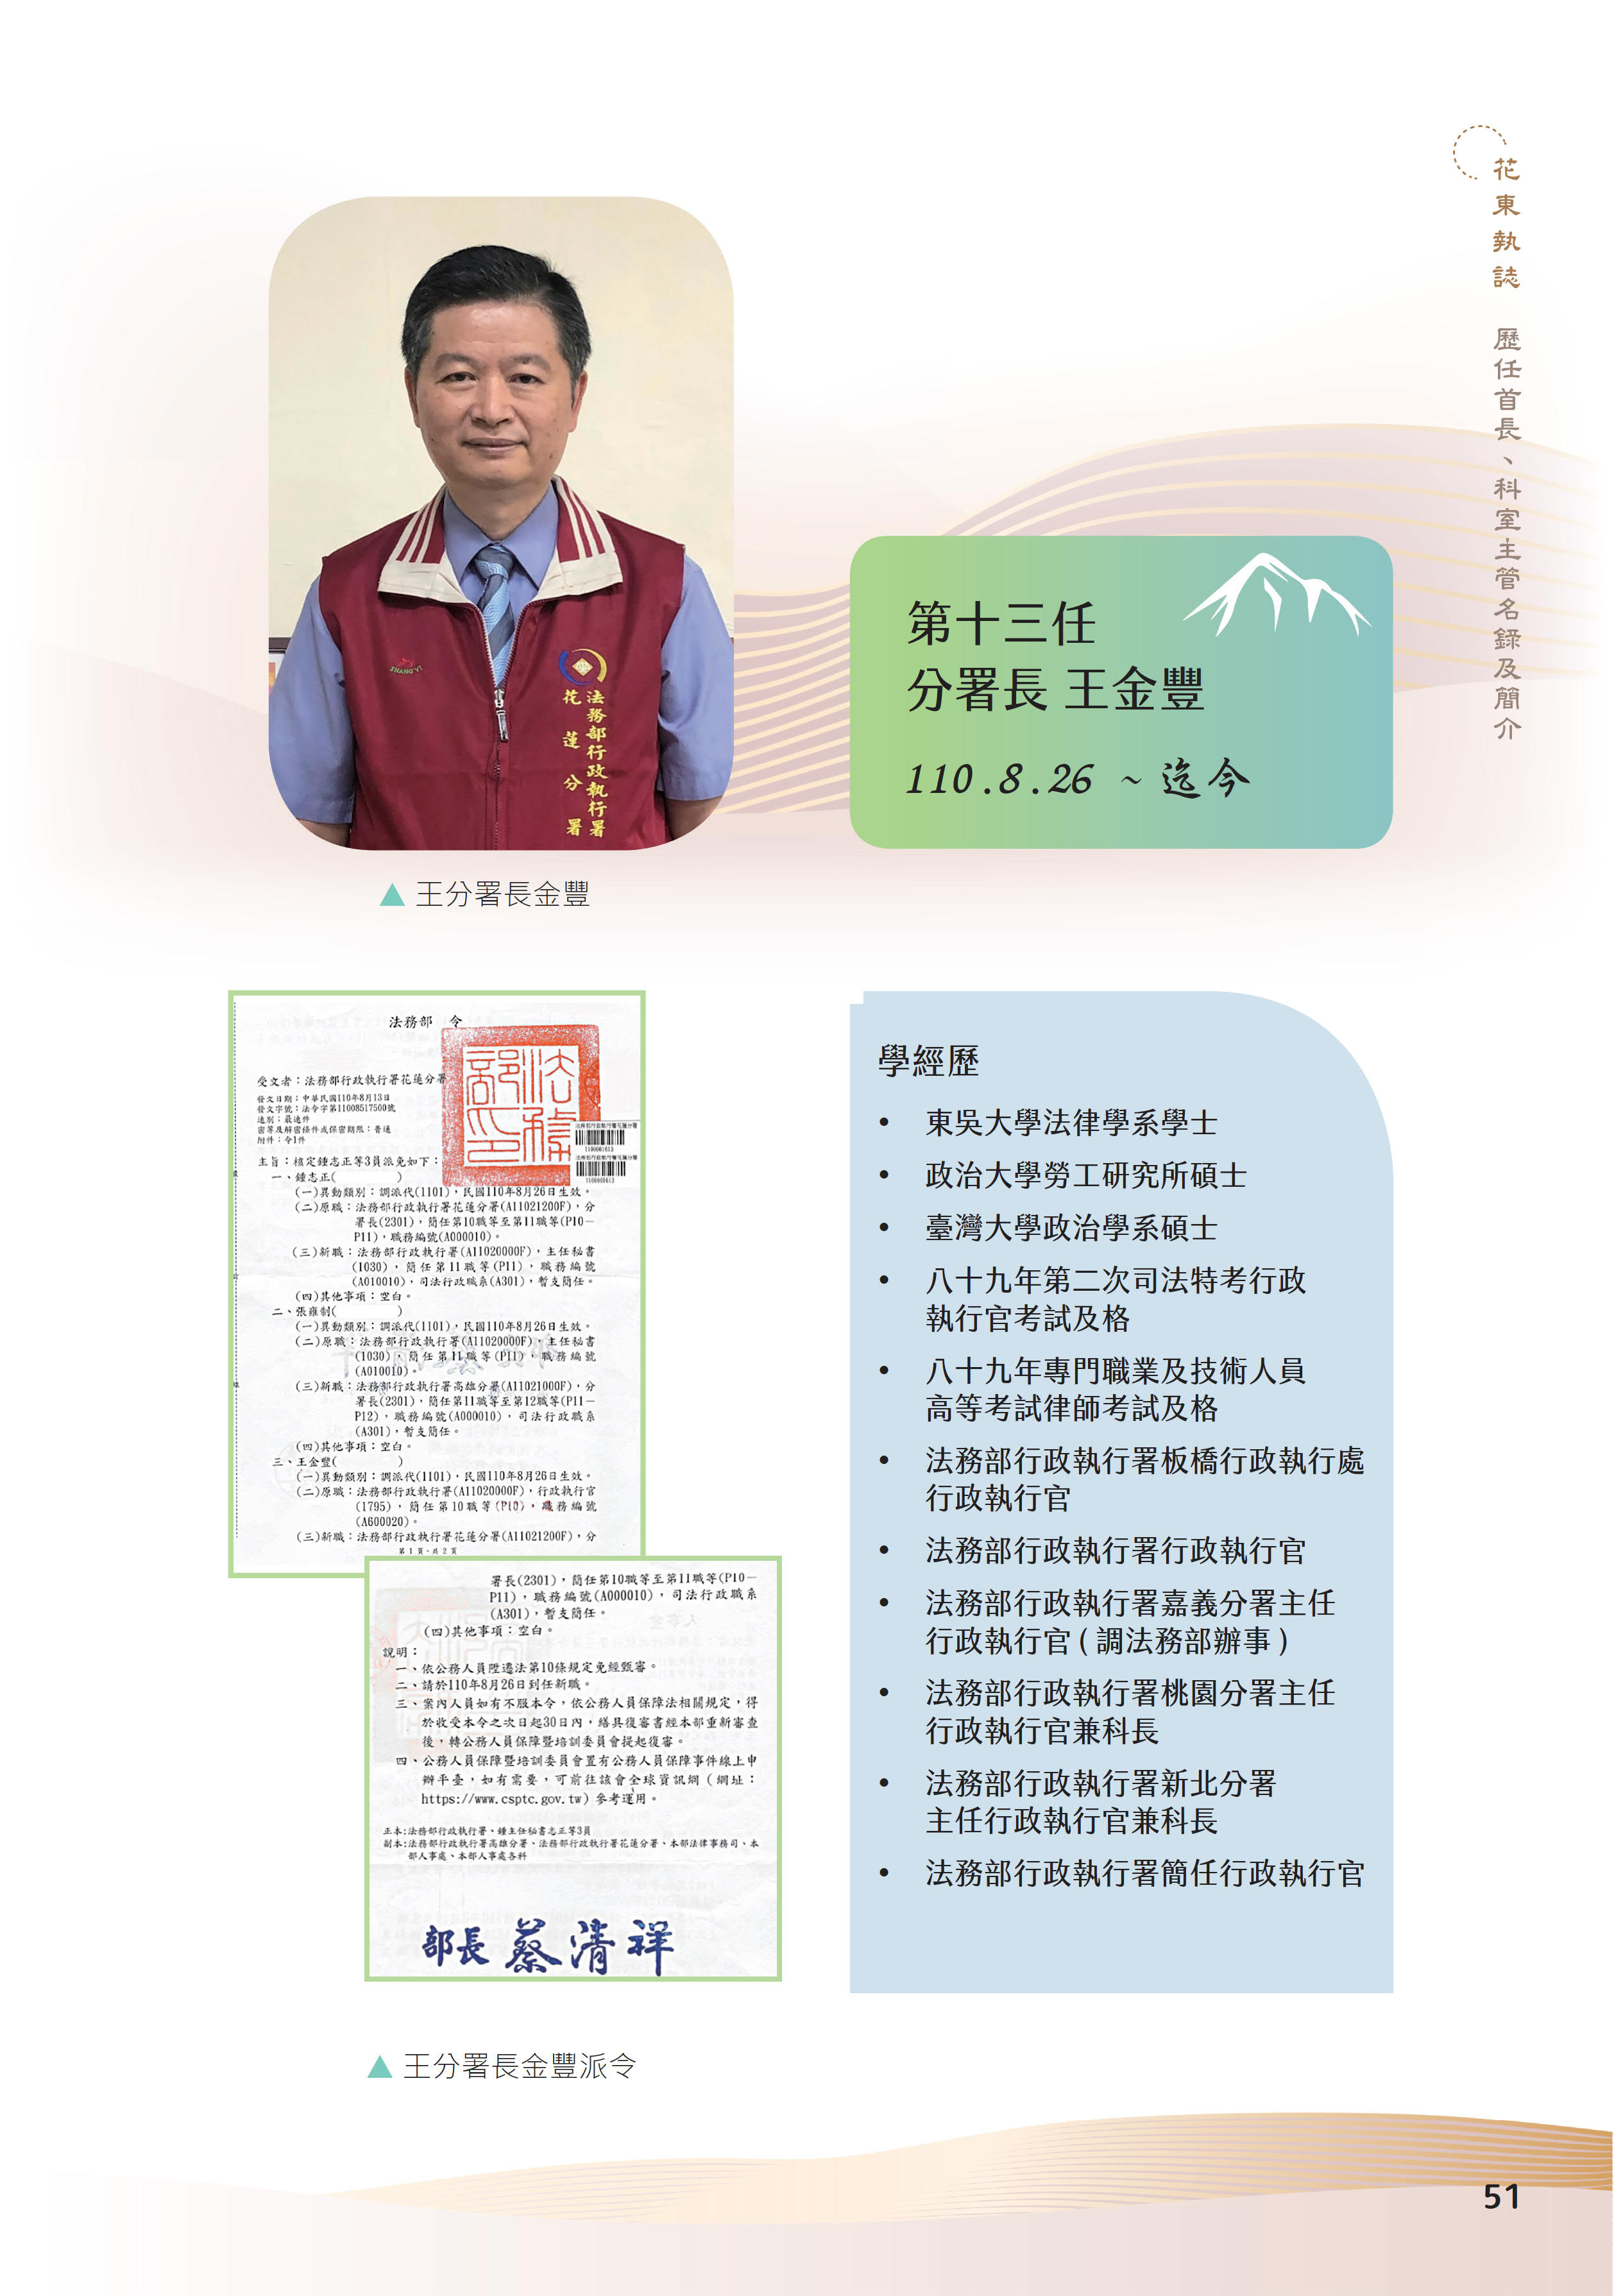 花東執誌 歷任首長、科室主管名錄及簡介
SHANG YI
法務部行政執行署
花蓮分署
第十三任
分署長 王金豐
110.8.26 ~ 迄今
▲ 王分署長金豐
法務部 令
法務部印
受文者：法務部行政執行署花蓮分署
發文日期：中華民國110年8月13日
發文字號：法令字第11008517500號
速別：最速件
密等及解密條件或保密期限：普通
附件：令1件
法務部行政執行署花蓮分署
1100001613
法務部行政執行署花蓮分署
1100001613
主旨：核定鍾志正等3員派免如下：
一、鍾志正( )
(一)異動類別：調派代(1101)，民國110年8月26日生效。
(二)原職：法務部行政執行署花蓮分署(A11021200F)，分
署長(2301)，簡任第10職等至第11職等(P10－
P11)，職務編號(A000010)。
(三)新職：法務部行政執行署(A11020000F)，主任秘書
(1030)，簡任第11職等(P11)，職務編號
(A010010)，司法行政職系(A301)，暫支簡任。
(四)其他事項：空白。
二、張雍制( )
(一)異動類別：調派代(1101)，民國110年8月26日生效。
(二)原職：法務部行政執行署(A11020000F)，主任秘書
(1030)，簡任第11職等(P11)，職務編號
(A010010)。
(三)新職：法務部行政執行署高雄分署(A11021000F)，分
署長(2301)，簡任第11職等至第12職等(P11－
P12)，職務編號(A000010)，司法行政職系
(A301)，暫支簡任。
(四)其他事項：空白。
三、王金豐( )
(一)異動類別：調派代(1101)，民國110年8月26日生效。
(二)原職：法務部行政執行署(A11020000F)，行政執行官
(1795)，簡任第10職等(P10)，職務編號
(A600020)。
(三)新職：法務部行政執行署花蓮分署(A11021200F)，分
第1頁，共2頁
署長(2301)，簡任第10職等至第11職等(P10－
P11)，職務編號(A000010)，司法行政職系
(A301)，暫支簡任。
(四)其他事項：空白。
說明：
一、依公務人員陞遷法第10條規定免經甄審。
二、請於110年8月26日到任新職。
三、案內人員如有不服本令，依公務人員保障法相關規定，得
於收受本令之次日起30日內，繕具復審書經本部重新審查
後，轉公務人員保障暨培訓委員會提起復審。
四、公務人員保障暨培訓委員會置有公務人員保障事件線上申
辦平臺，如有需要，可前往該會全球資訊網（網址：
https://www.csptc.gov.tw）參考運用。
正本:法務部行政執行署、鍾主任秘書志正等3員
副本:法務部行政執行署高雄分署、法務部行政執行署花蓮分署、本部法律事務司、本
部人事處、本部人事處各科
部長 蔡清祥
▲ 王分署長金豐派令
學經歷
• 東吳大學法律學系學士
• 政治大學勞工研究所碩士
• 臺灣大學政治學系碩士
• 八十九年第二次司法特考行政
執行官考試及格
• 八十九年專門職業及技術人員
高等考試律師考試及格
• 法務部行政執行署板橋行政執行處
行政執行官
• 法務部行政執行署行政執行官
• 法務部行政執行署嘉義分署主任
行政執行官(調法務部辦事)
• 法務部行政執行署桃園分署主任
行政執行官兼科長
• 法務部行政執行署新北分署
主任行政執行官兼科長
• 法務部行政執行署簡任行政執行官
51